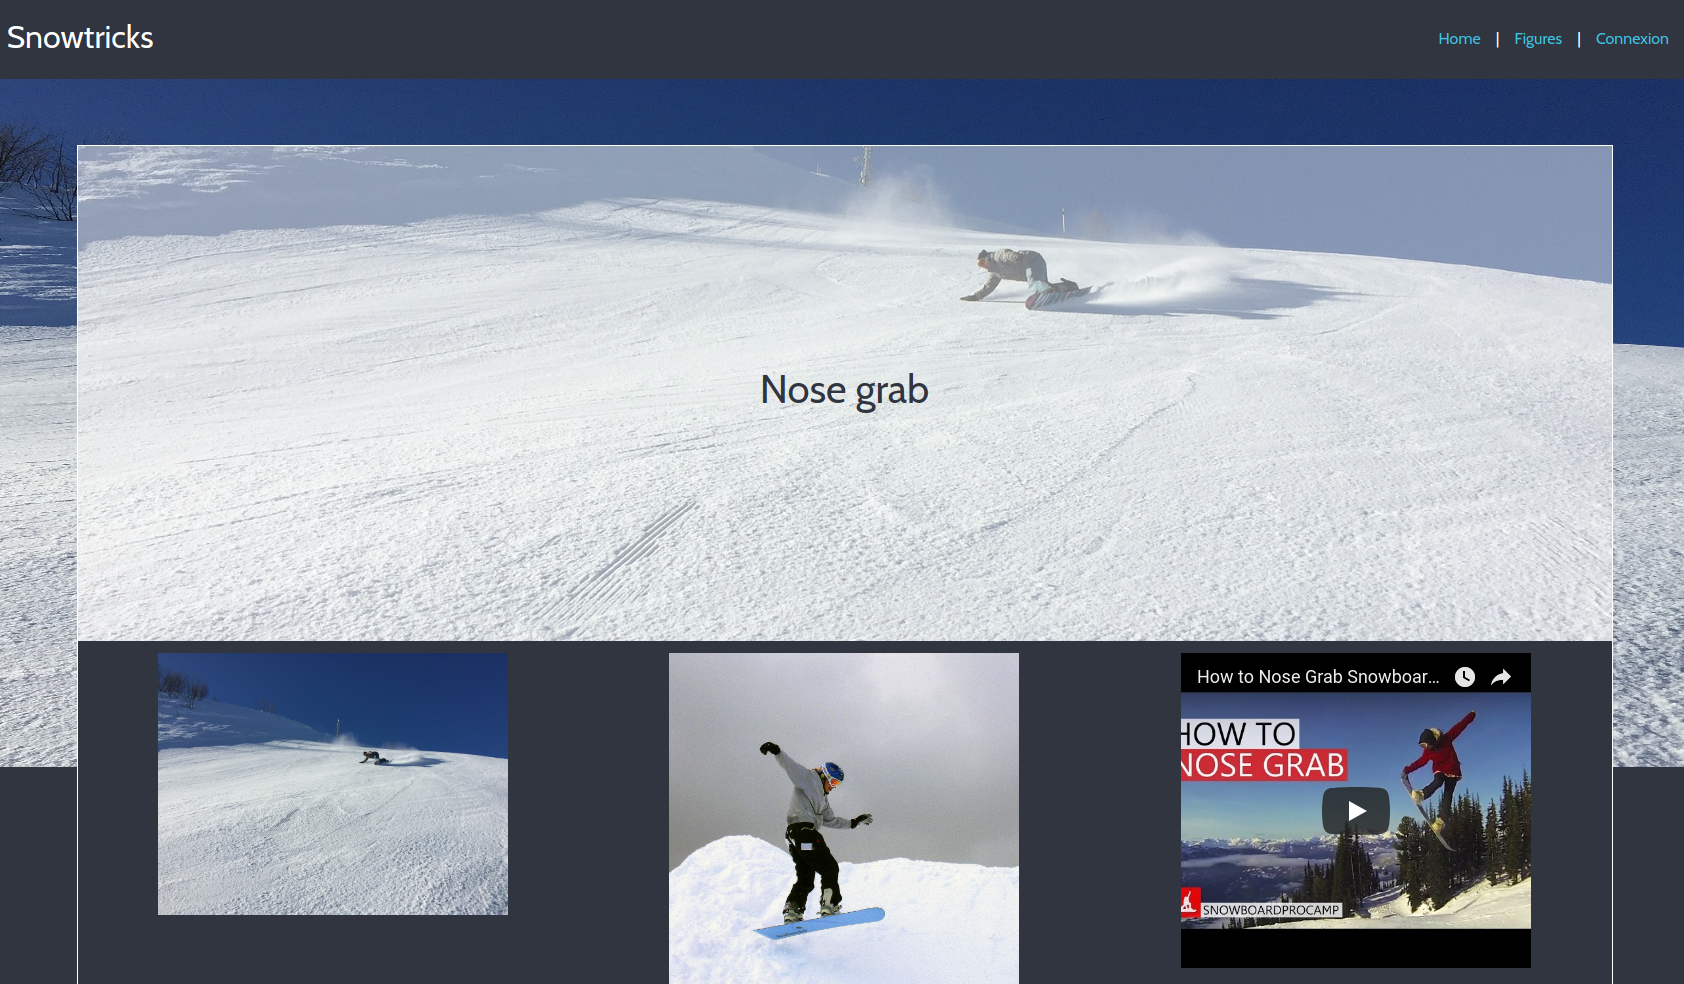 Snowtricks
Home | Figures | Connexion
Nose grab
How to Nose Grab Snowboar...
HOW TO
NOSE GRAB
SNOWBOARDPROCAMP